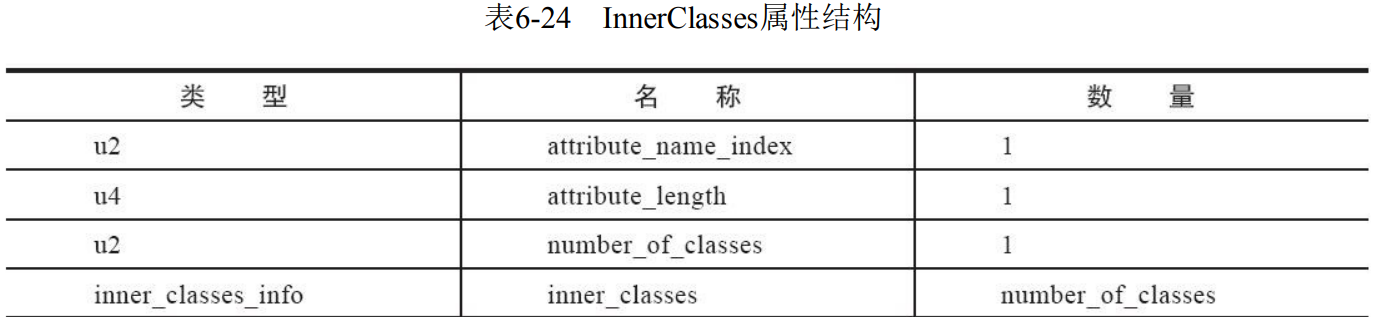 表6-24 InnerClasses属性结构
类 型 名 称 数 量
u2 attribute_name_index 1
u4 attribute_length 1
u2 number_of_classes 1
inner_classes_info inner_classes number_of_classes